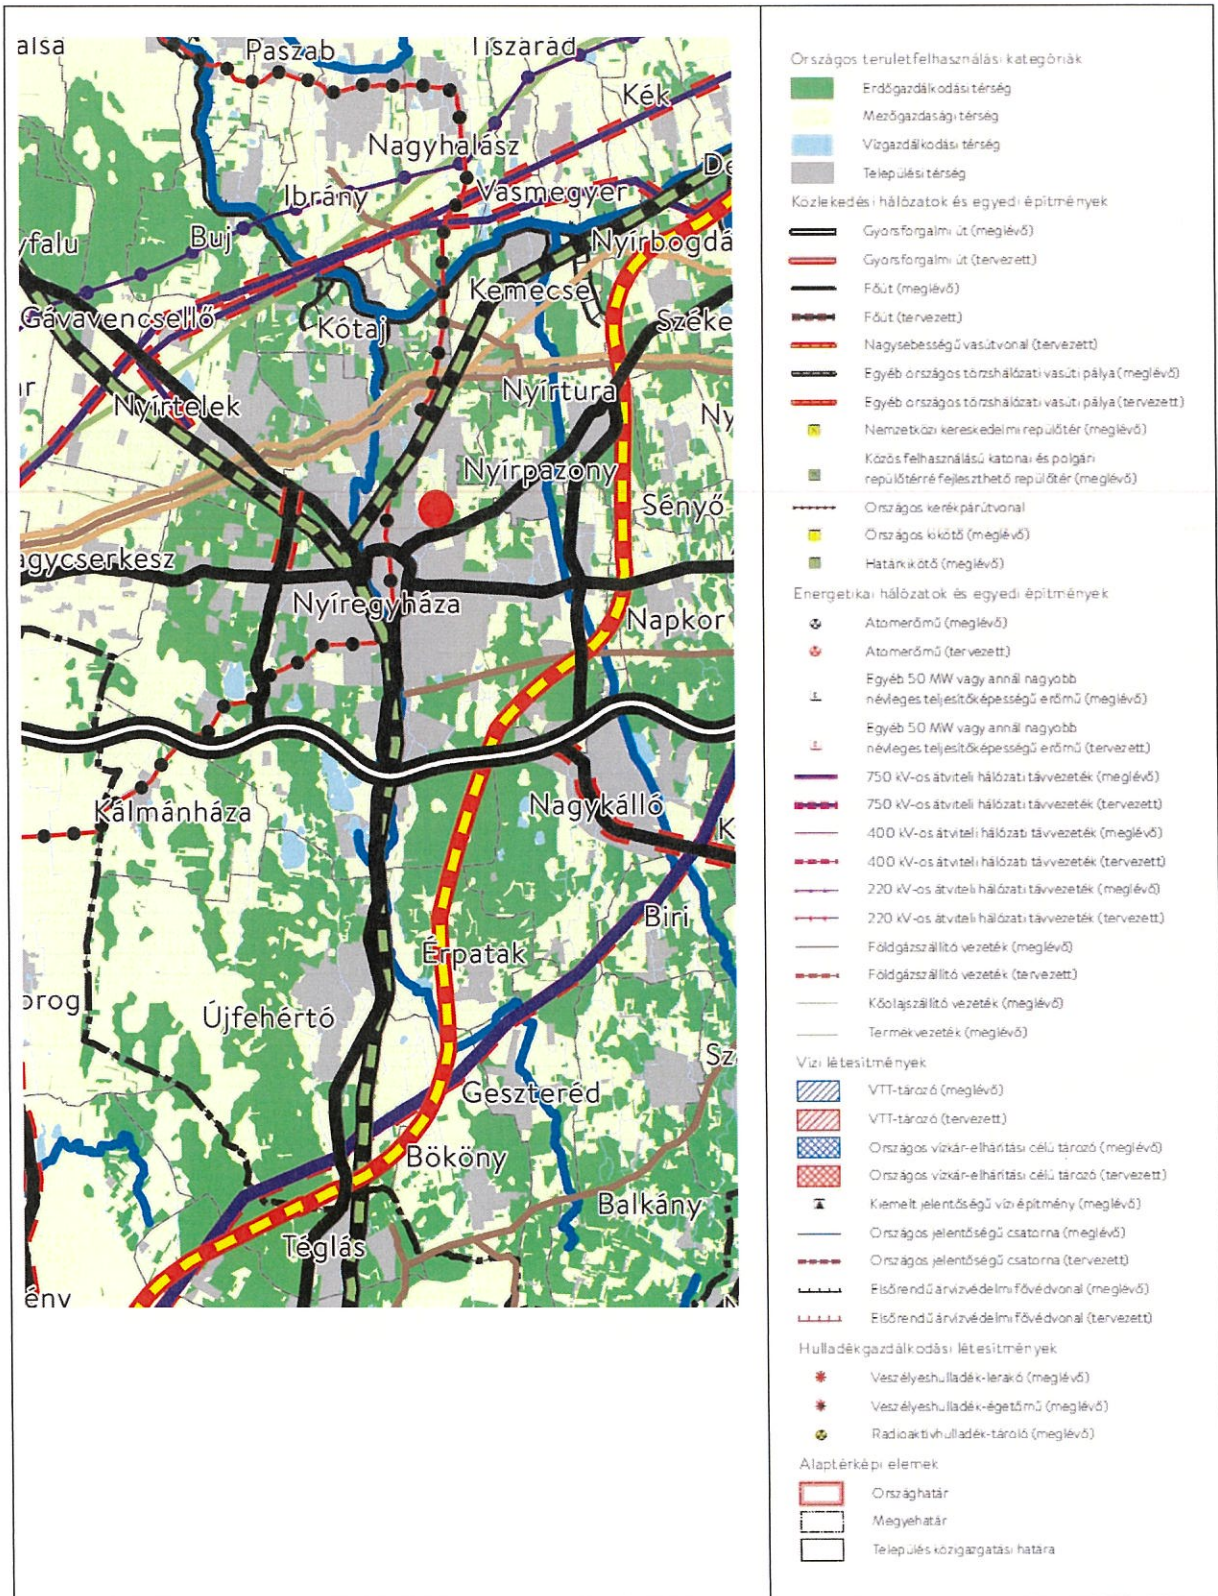 alsa
Paszab
Tiszarád
Kék
Nagyhalász
De
Ibrány
Vasmegyer
Buj
Nyírbogdá
yfalu
Kemecse
Gávavencsellő
Kótaj
Széke
ar
Nyírtura
Nyírtelek
Ny
Nyírpazony
Sényő
agycserkesz
Nyíregyháza
Napkor
Kálmánháza
Nagykálló
K
Biri
Érpatak
orog
Újfehértó
Sz
Geszteréd
Bököny
Balkány
Téglás
ény
N
Országos területfelhasználási kategóriák
Erdőgazdálkodási térség
Mezőgazdasági térség
Vízgazdálkodási térség
Települési térség
Közlekedési hálózatok és egyedi építmények
Gyorsforgalmi út (meglévő)
Gyorsforgalmi út (tervezett)
Főút (meglévő)
Főút (tervezett)
Nagysebességű vasútvonal (tervezett)
Egyéb országos törzshálózati vasúti pálya (meglévő)
Egyéb országos törzshálózati vasúti pálya (tervezett)
Nemzetközi kereskedelmi repülőtér (meglévő)
Közös felhasználású katonai és polgári
repülőtérré fejleszthető repülőtér (meglévő)
Országos kerékpárútvonal
Országos kikötő (meglévő)
Határkikötő (meglévő)
Energetikai hálózatok és egyedi építmények
Atomerőmű (meglévő)
Atomerőmű (tervezett)
Egyéb 50 MW vagy annál nagyobb
névleges teljesítőképességű erőmű (meglévő)
Egyéb 50 MW vagy annál nagyobb
névleges teljesítőképességű erőmű (tervezett)
750 kV-os átviteli hálózati távvezeték (meglévő)
750 kV-os átviteli hálózati távvezeték (tervezett)
400 kV-os átviteli hálózati távvezeték (meglévő)
400 kV-os átviteli hálózati távvezeték (tervezett)
220 kV-os átviteli hálózati távvezeték (meglévő)
220 kV-os átviteli hálózati távvezeték (tervezett)
Földgázszállító vezeték (meglévő)
Földgázszállító vezeték (tervezett)
Kőolajszállító vezeték (meglévő)
Termékvezeték (meglévő)
Vízi létesítmények
VTT-tározó (meglévő)
VTT-tározó (tervezett)
Országos vízkár-elhárítási célú tározó (meglévő)
Országos vízkár-elhárítási célú tározó (tervezett)
Kiemelt jelentőségű vízi építmény (meglévő)
Országos jelentőségű csatorna (meglévő)
Országos jelentőségű csatorna (tervezett)
Elsőrendű árvízvédelmi fővédvonal (meglévő)
Elsőrendű árvízvédelmi fővédvonal (tervezett)
Hulladékgazdálkodási létesítmények
Veszélyeshulladék-lerakó (meglévő)
Veszélyeshulladék-égetőmű (meglévő)
Radioaktívhulladék-tároló (meglévő)
Alaptérképi elemek
Országhatár
Megyehatár
Település közigazgatási határa